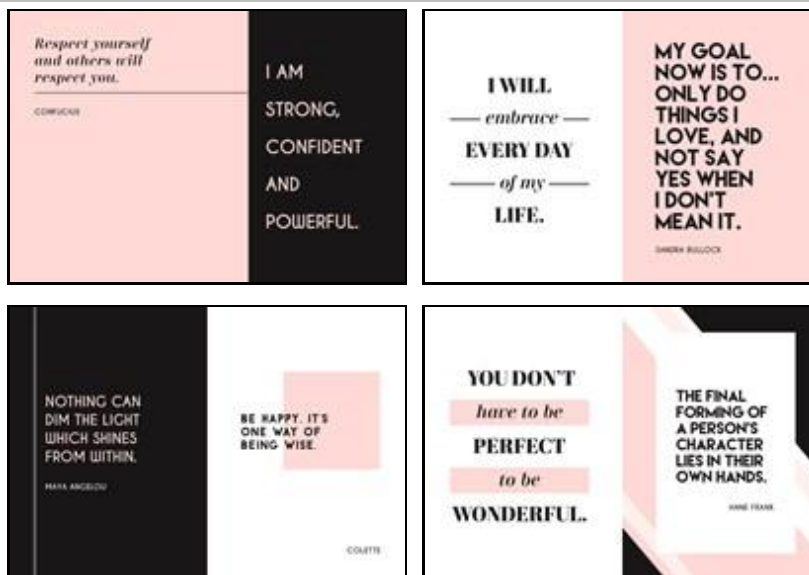 Respect yourself
and others will
respect you.
CONFUCIUS
I AM
STRONG,
CONFIDENT
AND
POWERFUL.
I WILL
embrace
EVERY DAY
of my
LIFE.
MY GOAL
NOW IS TO...
ONLY DO
THINGS I
LOVE, AND
NOT SAY
YES WHEN
I DON'T
MEAN IT.
SANDRA BULLOCK
NOTHING CAN
DIM THE LIGHT
WHICH SHINES
FROM WITHIN.
MAYA ANGELOU
BE HAPPY. IT'S
ONE WAY OF
BEING WISE.
COLETTE
YOU DON'T
have to be
PERFECT
to be
WONDERFUL.
THE FINAL
FORMING OF
A PERSON'S
CHARACTER
LIES IN THEIR
OWN HANDS.
ANNE FRANK